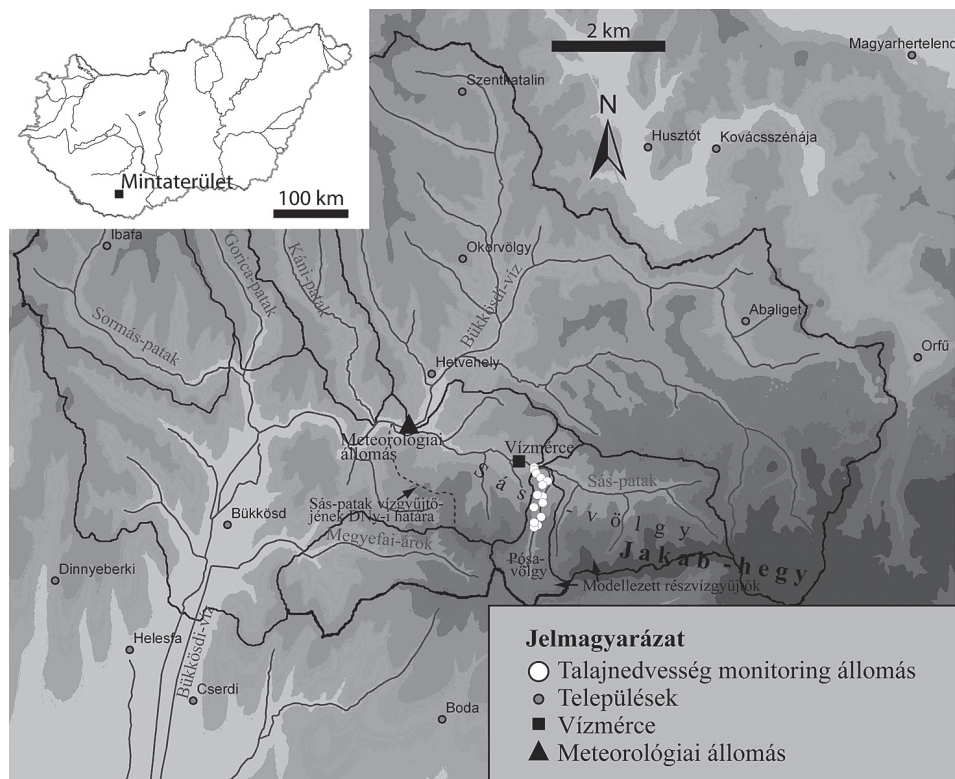 2 km
Magyarhertelend
Szentkatalin
N
Husztót
Kovácsszénája
Mintaterület
100 km
Ibafa
Gorica-patak
Káni-patak
Okorvölgy
Bükkösdi-víz
Sormás-patak
Abaliget
Orfű
Hetvehely
Meteorológiai
állomás
Vízmérce
Sás-patak
Sás-völgy
Sás-patak vízgyűjtő-
jének DNy-i határa
Bükkösd
Megyefai-árok
Pósa-
völgy
Jakab-hegy
Modellezett részvízgyűjtők
Dinnyeberki
Helesfa
Bükkösdi-víz
Cserdi
Boda
Jelmagyarázat
Talajnedvesség monitoring állomás
Települések
Vízmérce
Meteorológiai állomás